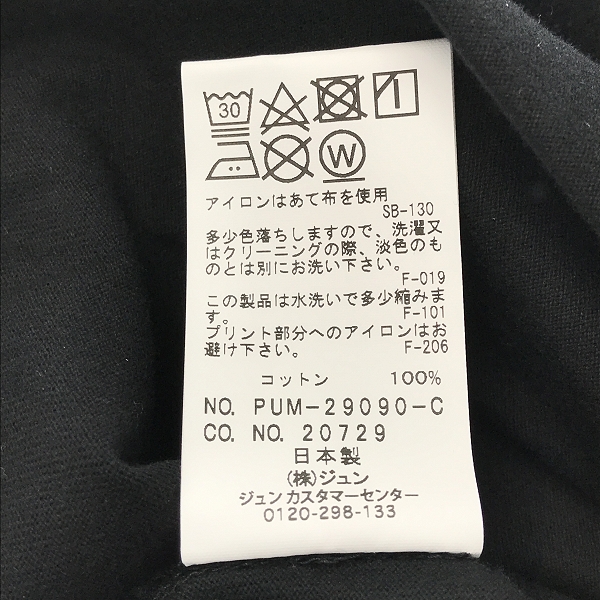 30
W
アイロンはあて布を使用
SB-130
多少色落ちしますので、洗濯又
はクリーニングの際、淡色のも
のとは別にお洗い下さい。
F-019
この製品は水洗いで多少縮みま
す。 F-101
プリント部分へのアイロンはお
避け下さい。 F-206
コットン 100%
NO. PUM-29090-C
CO. NO. 20729
日本製
(株)ジュン
ジュンカスタマーセンター
0120-298-133